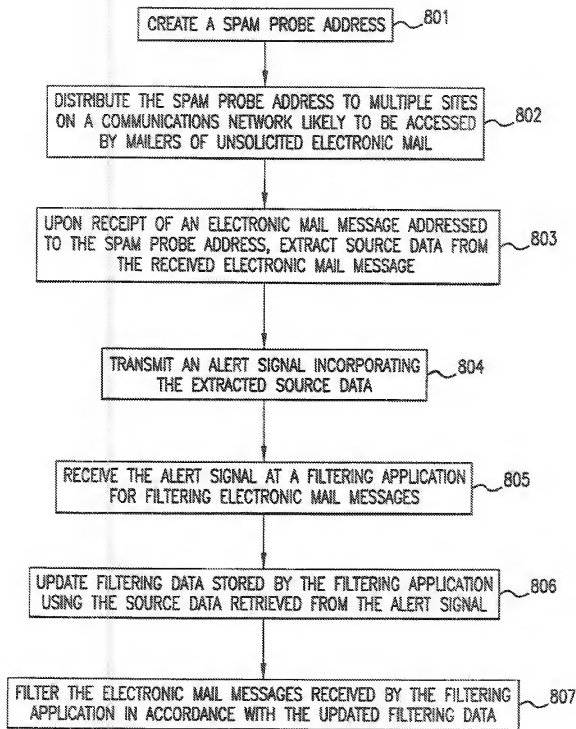 CREATE A SPAM PROBE ADDRESS
801
DISTRIBUTE THE SPAM PROBE ADDRESS TO MULTIPLE SITES
ON A COMMUNICATIONS NETWORK LIKELY TO BE ACCESSED
BY MAILERS OF UNSOLICITED ELECTRONIC MAIL
802
UPON RECEIPT OF AN ELECTRONIC MAIL MESSAGE ADDRESSED
TO THE SPAM PROBE ADDRESS, EXTRACT SOURCE DATA FROM
THE RECEIVED ELECTRONIC MAIL MESSAGE
803
TRANSMIT AN ALERT SIGNAL INCORPORATING
THE EXTRACTED SOURCE DATA
804
RECEIVE THE ALERT SIGNAL AT A FILTERING APPLICATION
FOR FILTERING ELECTRONIC MAIL MESSAGES
805
UPDATE FILTERING DATA STORED BY THE FILTERING APPLICATION
USING THE SOURCE DATA RETRIEVED FROM THE ALERT SIGNAL
806
FILTER THE ELECTRONIC MAIL MESSAGES RECEIVED BY THE FILTERING
APPLICATION IN ACCORDANCE WITH THE UPDATED FILTERING DATA
807